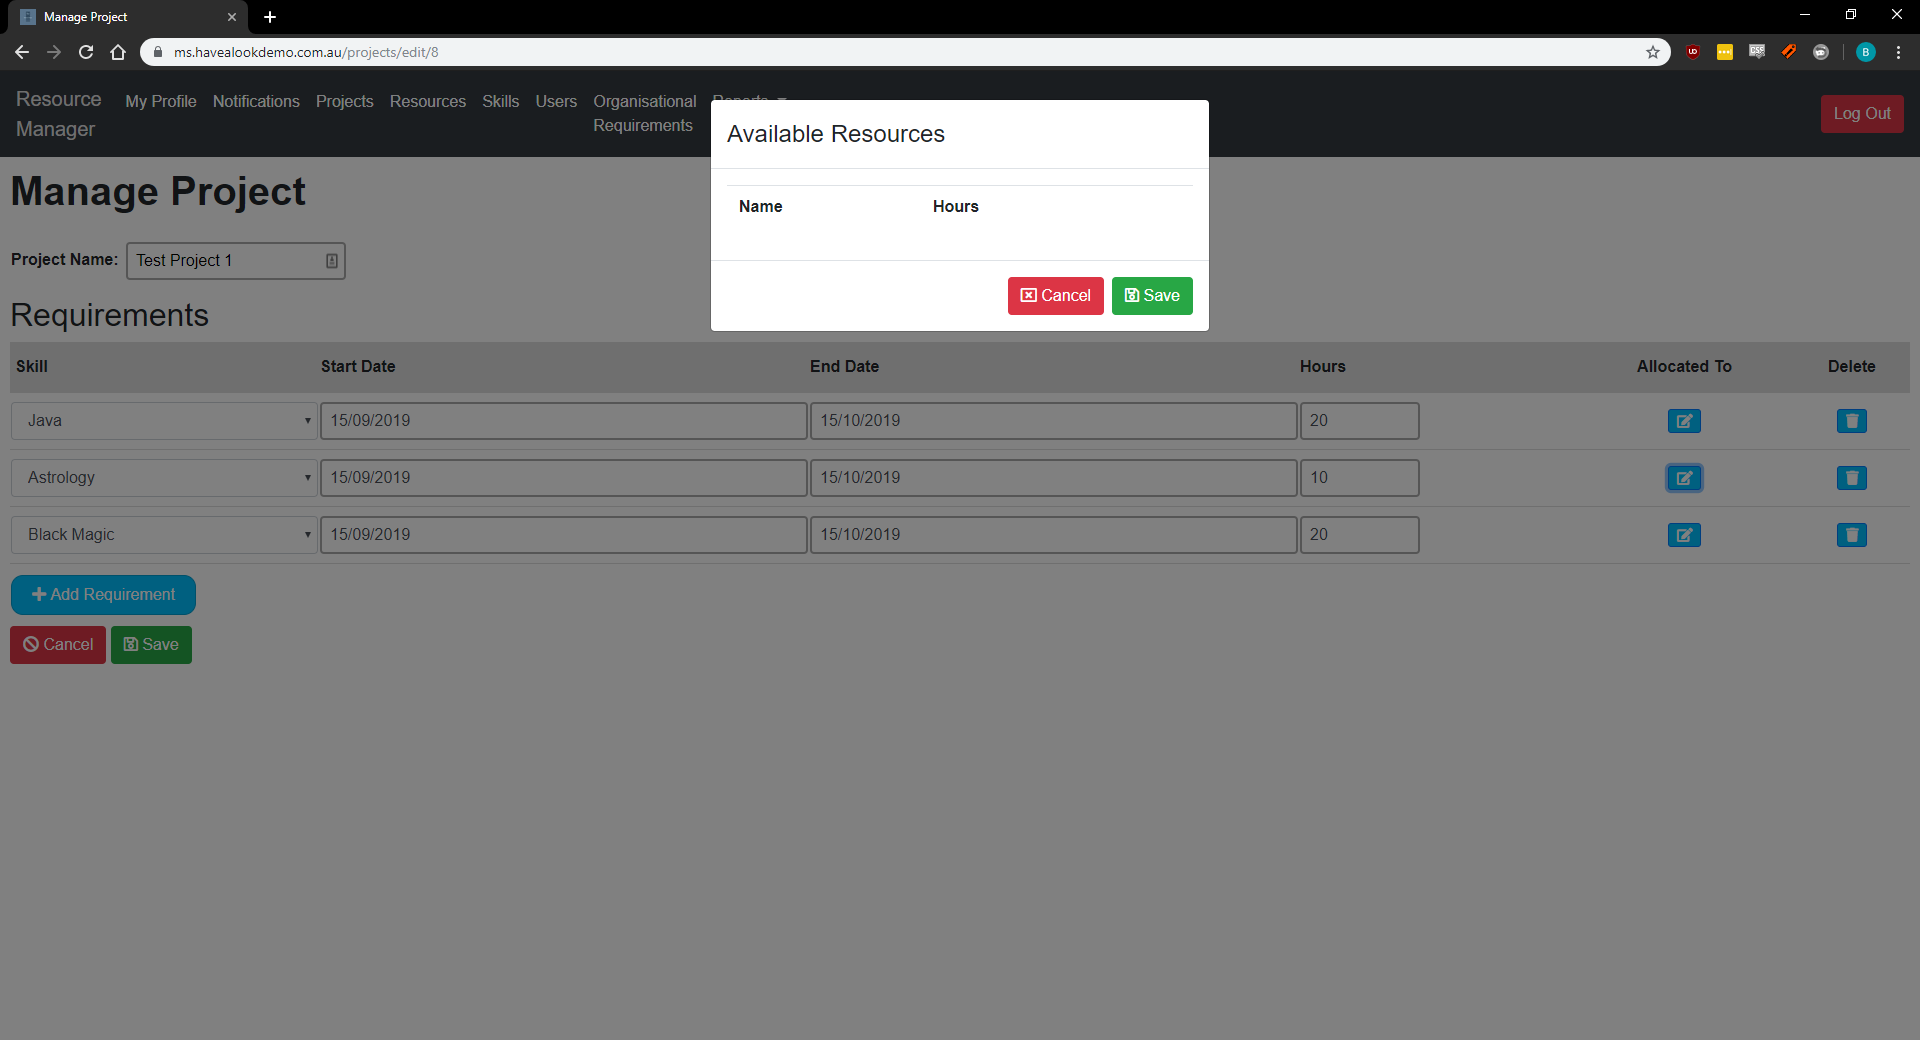 Manage Project
ms.havealookdemo.com.au/projects/edit/8
B
Resource Manager
My Profile
Notifications
Projects
Resources
Skills
Users
Organisational Requirements
Reports
Log Out
Available Resources
Name Hours
Cancel Save
Manage Project
Project Name: Test Project 1
Requirements
Skill Start Date End Date Hours Allocated To Delete
Java 15/09/2019 15/10/2019 20
Astrology 15/09/2019 15/10/2019 10
Black Magic 15/09/2019 15/10/2019 20
Add Requirement
Cancel Save